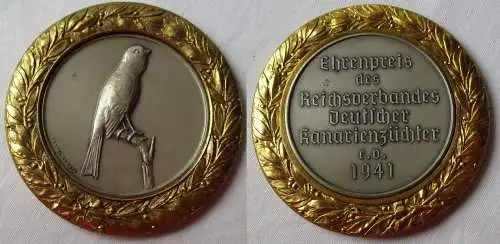 Ehrenpreis
des
Reichsverbandes
Deutscher
Kanarienzüchter
e.V.
1941